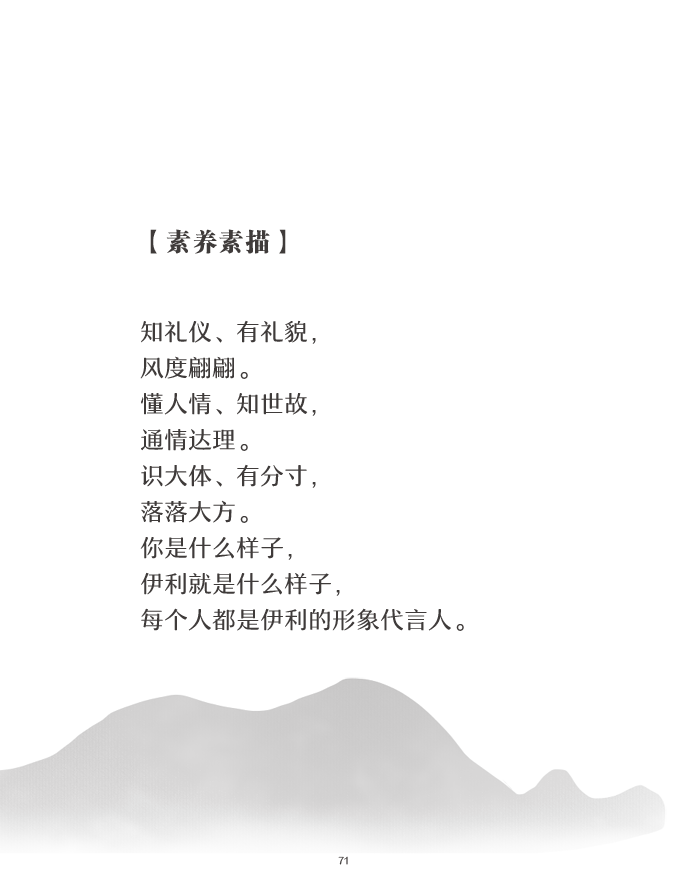 【素养素描】
知礼仪、有礼貌，
风度翩翩。
懂人情、知世故，
通情达理。
识大体、有分寸，
落落大方。
你是什么样子，
伊利就是什么样子，
每个人都是伊利的形象代言人。
71